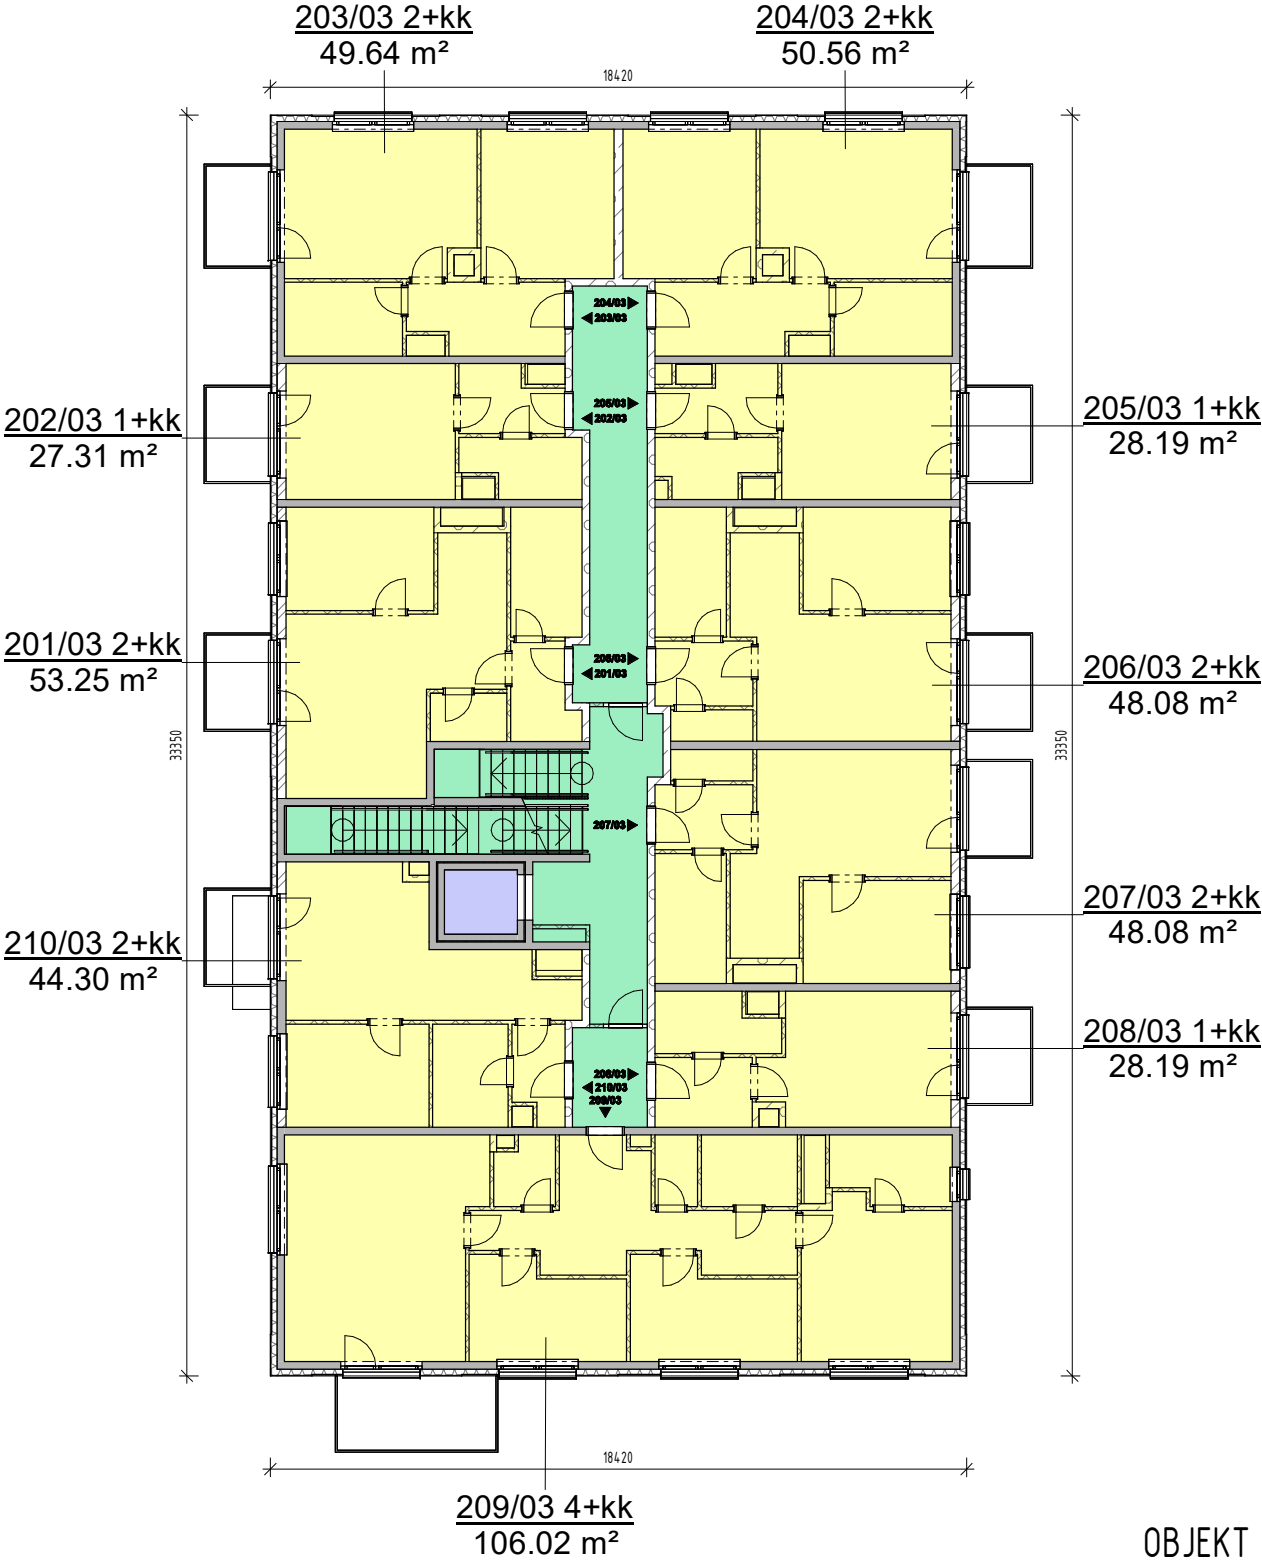 203/03 2+kk
49.64 m²
204/03 2+kk
50.56 m²
18420
204/03
203/03
205/03
202/03
202/03 1+kk
27.31 m²
205/03 1+kk
28.19 m²
201/03 2+kk
53.25 m²
206/03
201/03
206/03 2+kk
48.08 m²
33350
33350
207/03
207/03 2+kk
48.08 m²
210/03 2+kk
44.30 m²
208/03 1+kk
28.19 m²
208/03
210/03
209/03
18420
209/03 4+kk
106.02 m²
OBJEKT